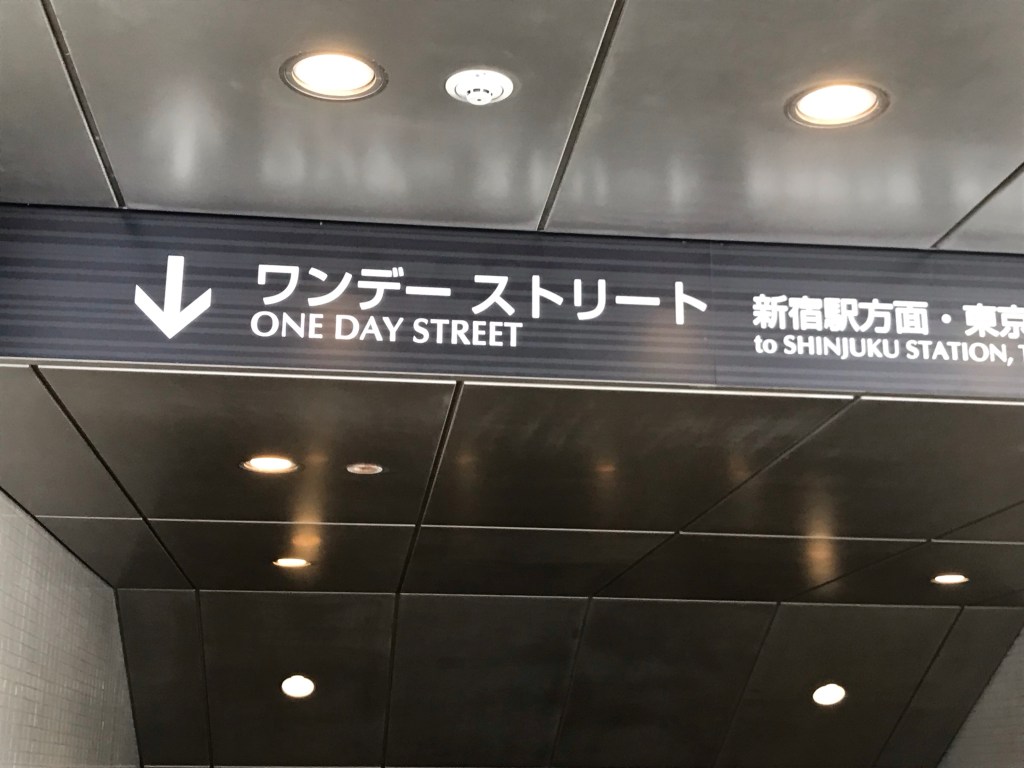 ワンデーストリート
ONE DAY STREET
新宿駅方面・東京
to SHINJUKU STATION,